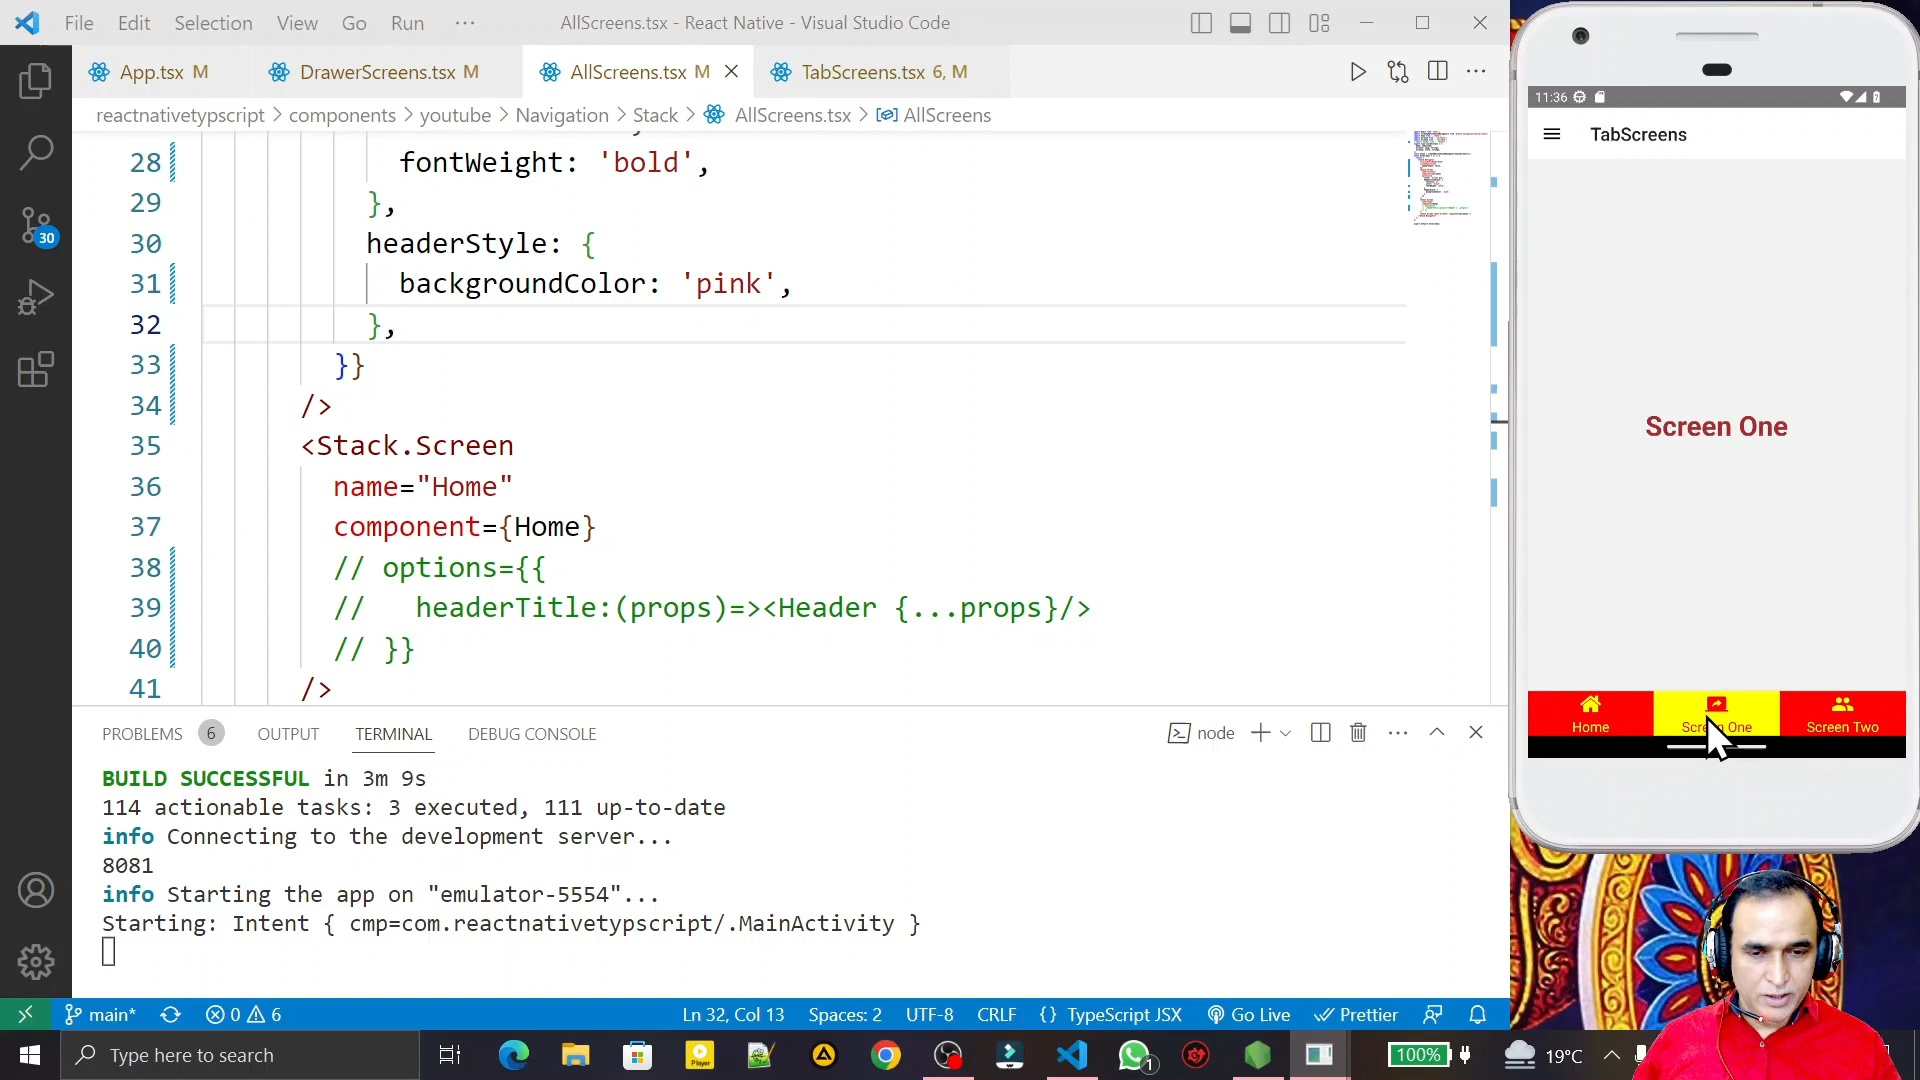 File Edit Selection View Go Run ··· AllScreens.tsx - React Native - Visual Studio Code
App.tsx M DrawerScreens.tsx M AllScreens.tsx M TabScreens.tsx 6, M
reactnativetypscript > components > youtube > Navigation > Stack > AllScreens.tsx > AllScreens
28 fontWeight: 'bold',
29 },
30 headerStyle: {
31 backgroundColor: 'pink',
32 },
33 }}
34 />
35 <Stack.Screen
36 name="Home"
37 component={Home}
38 // options={{
39 // headerTitle:(props)=><Header {...props}/>
40 // }}
41 />
30
PROBLEMS 6 OUTPUT TERMINAL DEBUG CONSOLE node
BUILD SUCCESSFUL in 3m 9s
114 actionable tasks: 3 executed, 111 up-to-date
info Connecting to the development server...
8081
info Starting the app on "emulator-5554"...
Starting: Intent { cmp=com.reactnativetypscript/.MainActivity }
main* 0 6 Ln 32, Col 13 Spaces: 2 UTF-8 CRLF {} TypeScript JSX Go Live Prettier
Type here to search Player 1 100% 19°C
11:36
TabScreens
Screen One
Home Screen One Screen Two